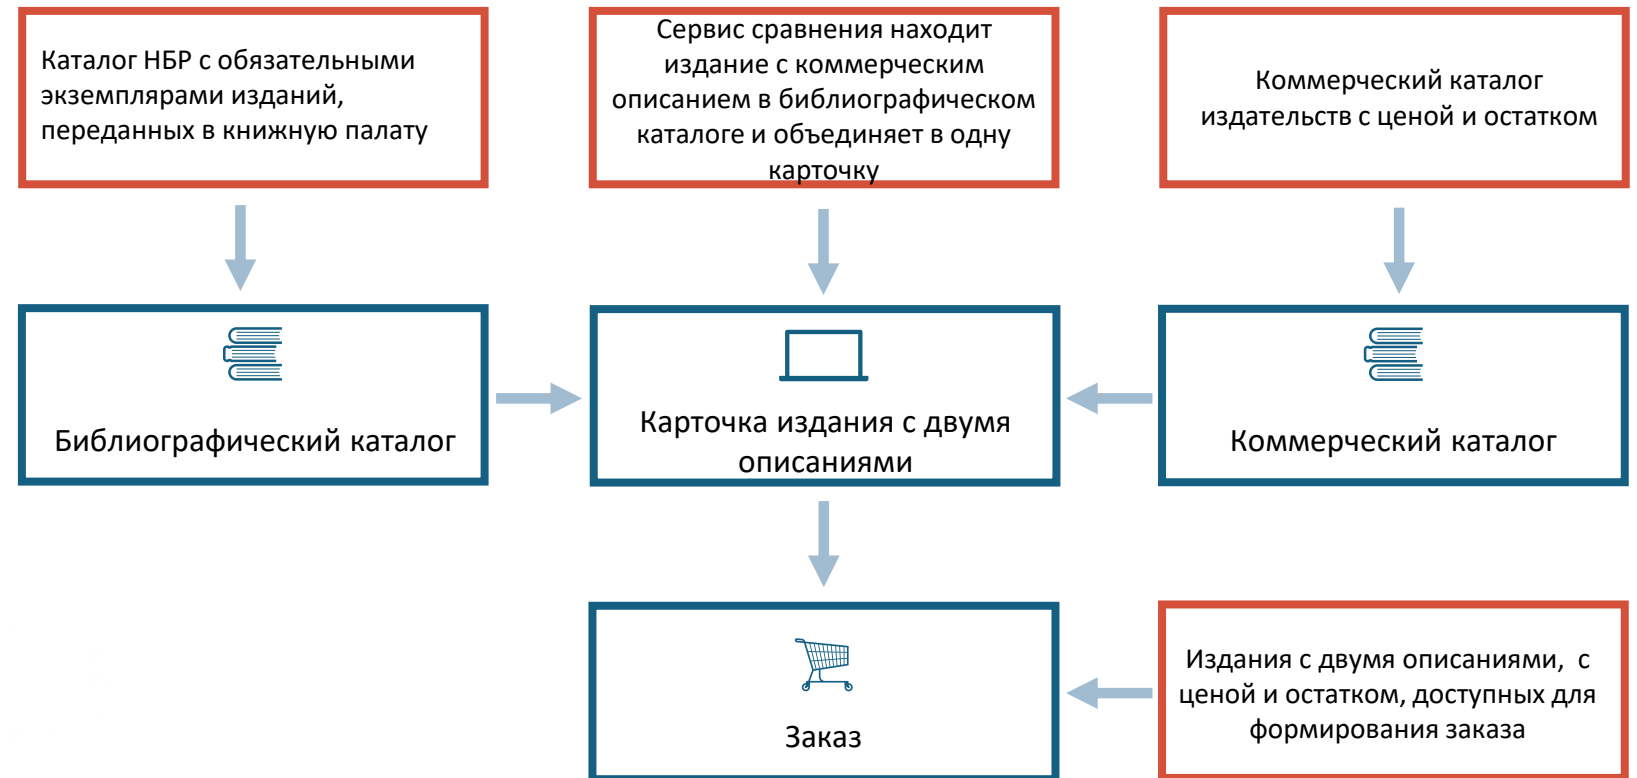 Каталог НБР с обязательными
экземплярами изданий,
переданных в книжную палату
Сервис сравнения находит
издание с коммерческим
описанием в библиографическом
каталоге и объединяет в одну
карточку
Коммерческий каталог
издательств с ценой и остатком
Библиографический каталог
Карточка издания с двумя
описаниями
Коммерческий каталог
Заказ
Издания с двумя описаниями, с
ценой и остатком, доступных для
формирования заказа